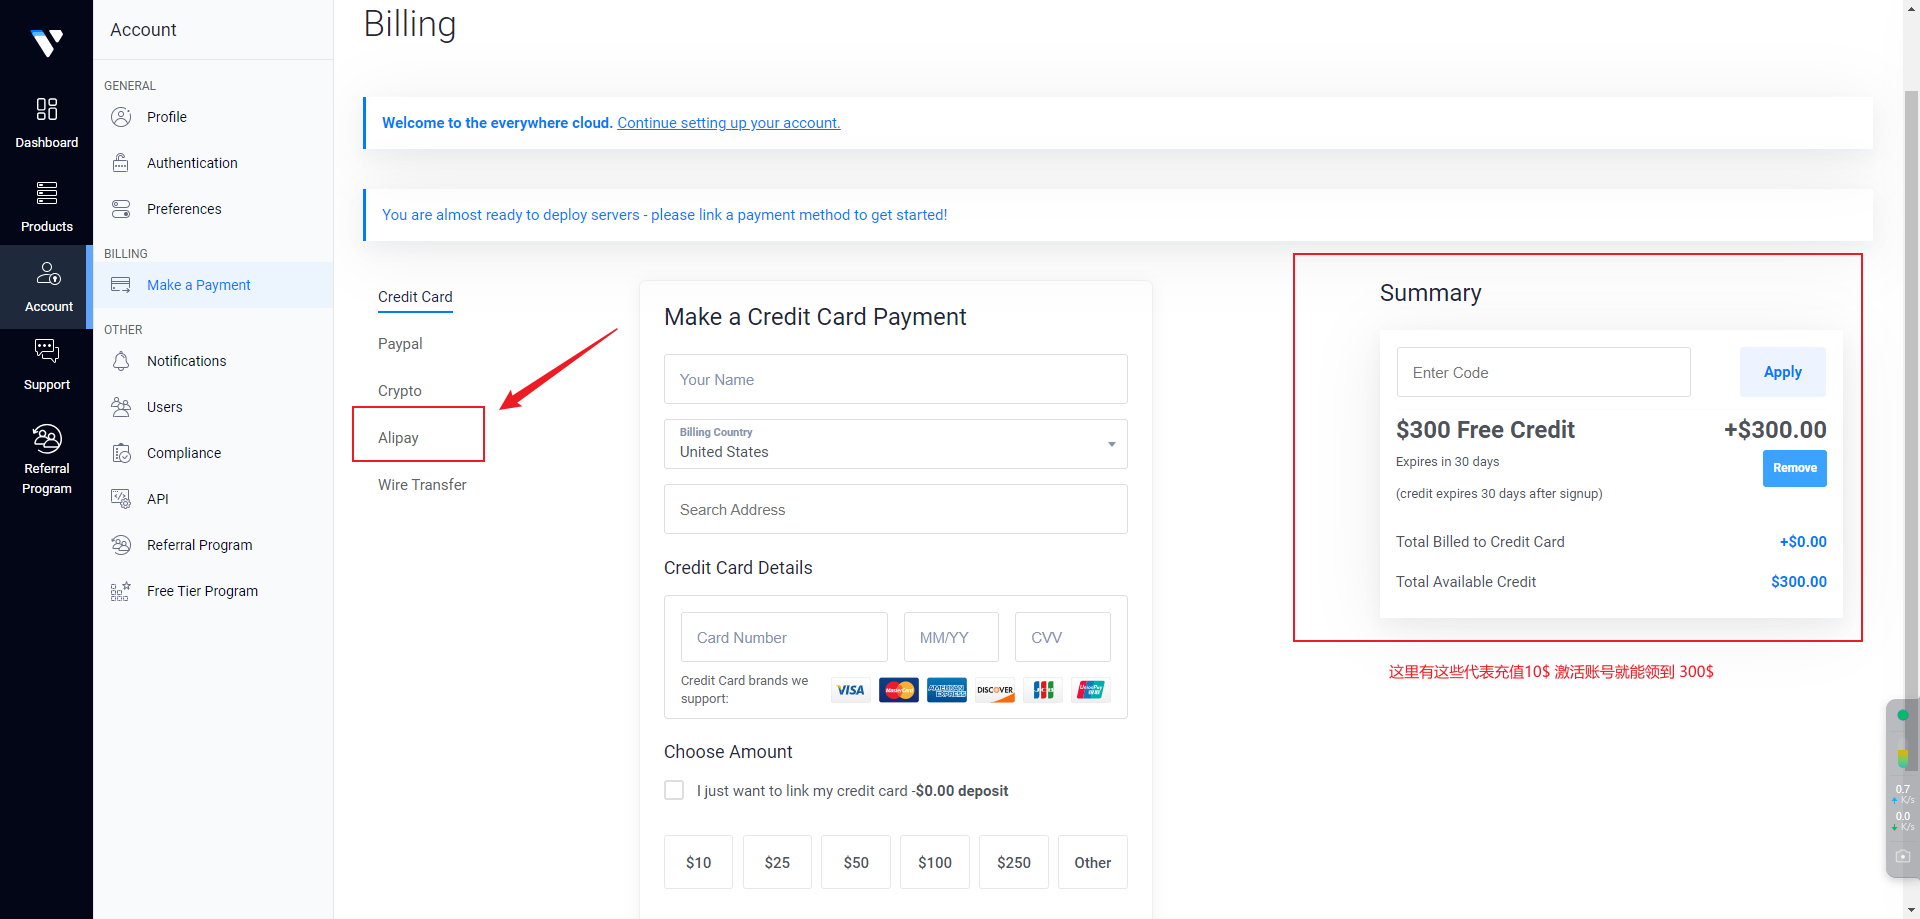 Dashboard
Products
Account
Support
Referral
Program
Account
GENERAL
Profile
Authentication
Preferences
BILLING
Make a Payment
OTHER
Notifications
Users
Compliance
API
Referral Program
Free Tier Program
Billing
Welcome to the everywhere cloud. Continue setting up your account.
You are almost ready to deploy servers - please link a payment method to get started!
Credit Card
Paypal
Crypto
Alipay
Wire Transfer
Make a Credit Card Payment
Your Name
Billing Country
United States
Search Address
Credit Card Details
Card Number MM/YY CVV
Credit Card brands we
support:
VISA MasterCard AMERICAN EXPRESS DISCOVER JCB UnionPay 银联
Choose Amount
I just want to link my credit card -$0.00 deposit
$10 $25 $50 $100 $250 Other
Summary
Enter Code Apply
$300 Free Credit +$300.00
Expires in 30 days Remove
(credit expires 30 days after signup)
Total Billed to Credit Card +$0.00
Total Available Credit $300.00
这里有这些代表充值10$ 激活账号就能领到 300$
0.7
K/s
0.0
K/s